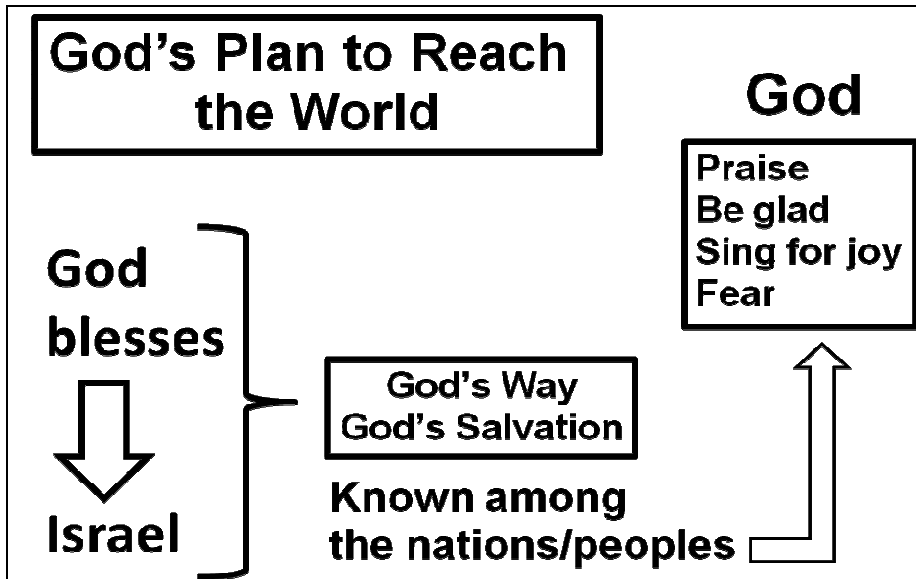 God's Plan to Reach
the World
God
Praise
Be glad
Sing for joy
Fear
God
blesses
Israel
God's Way
God's Salvation
Known among
the nations/peoples